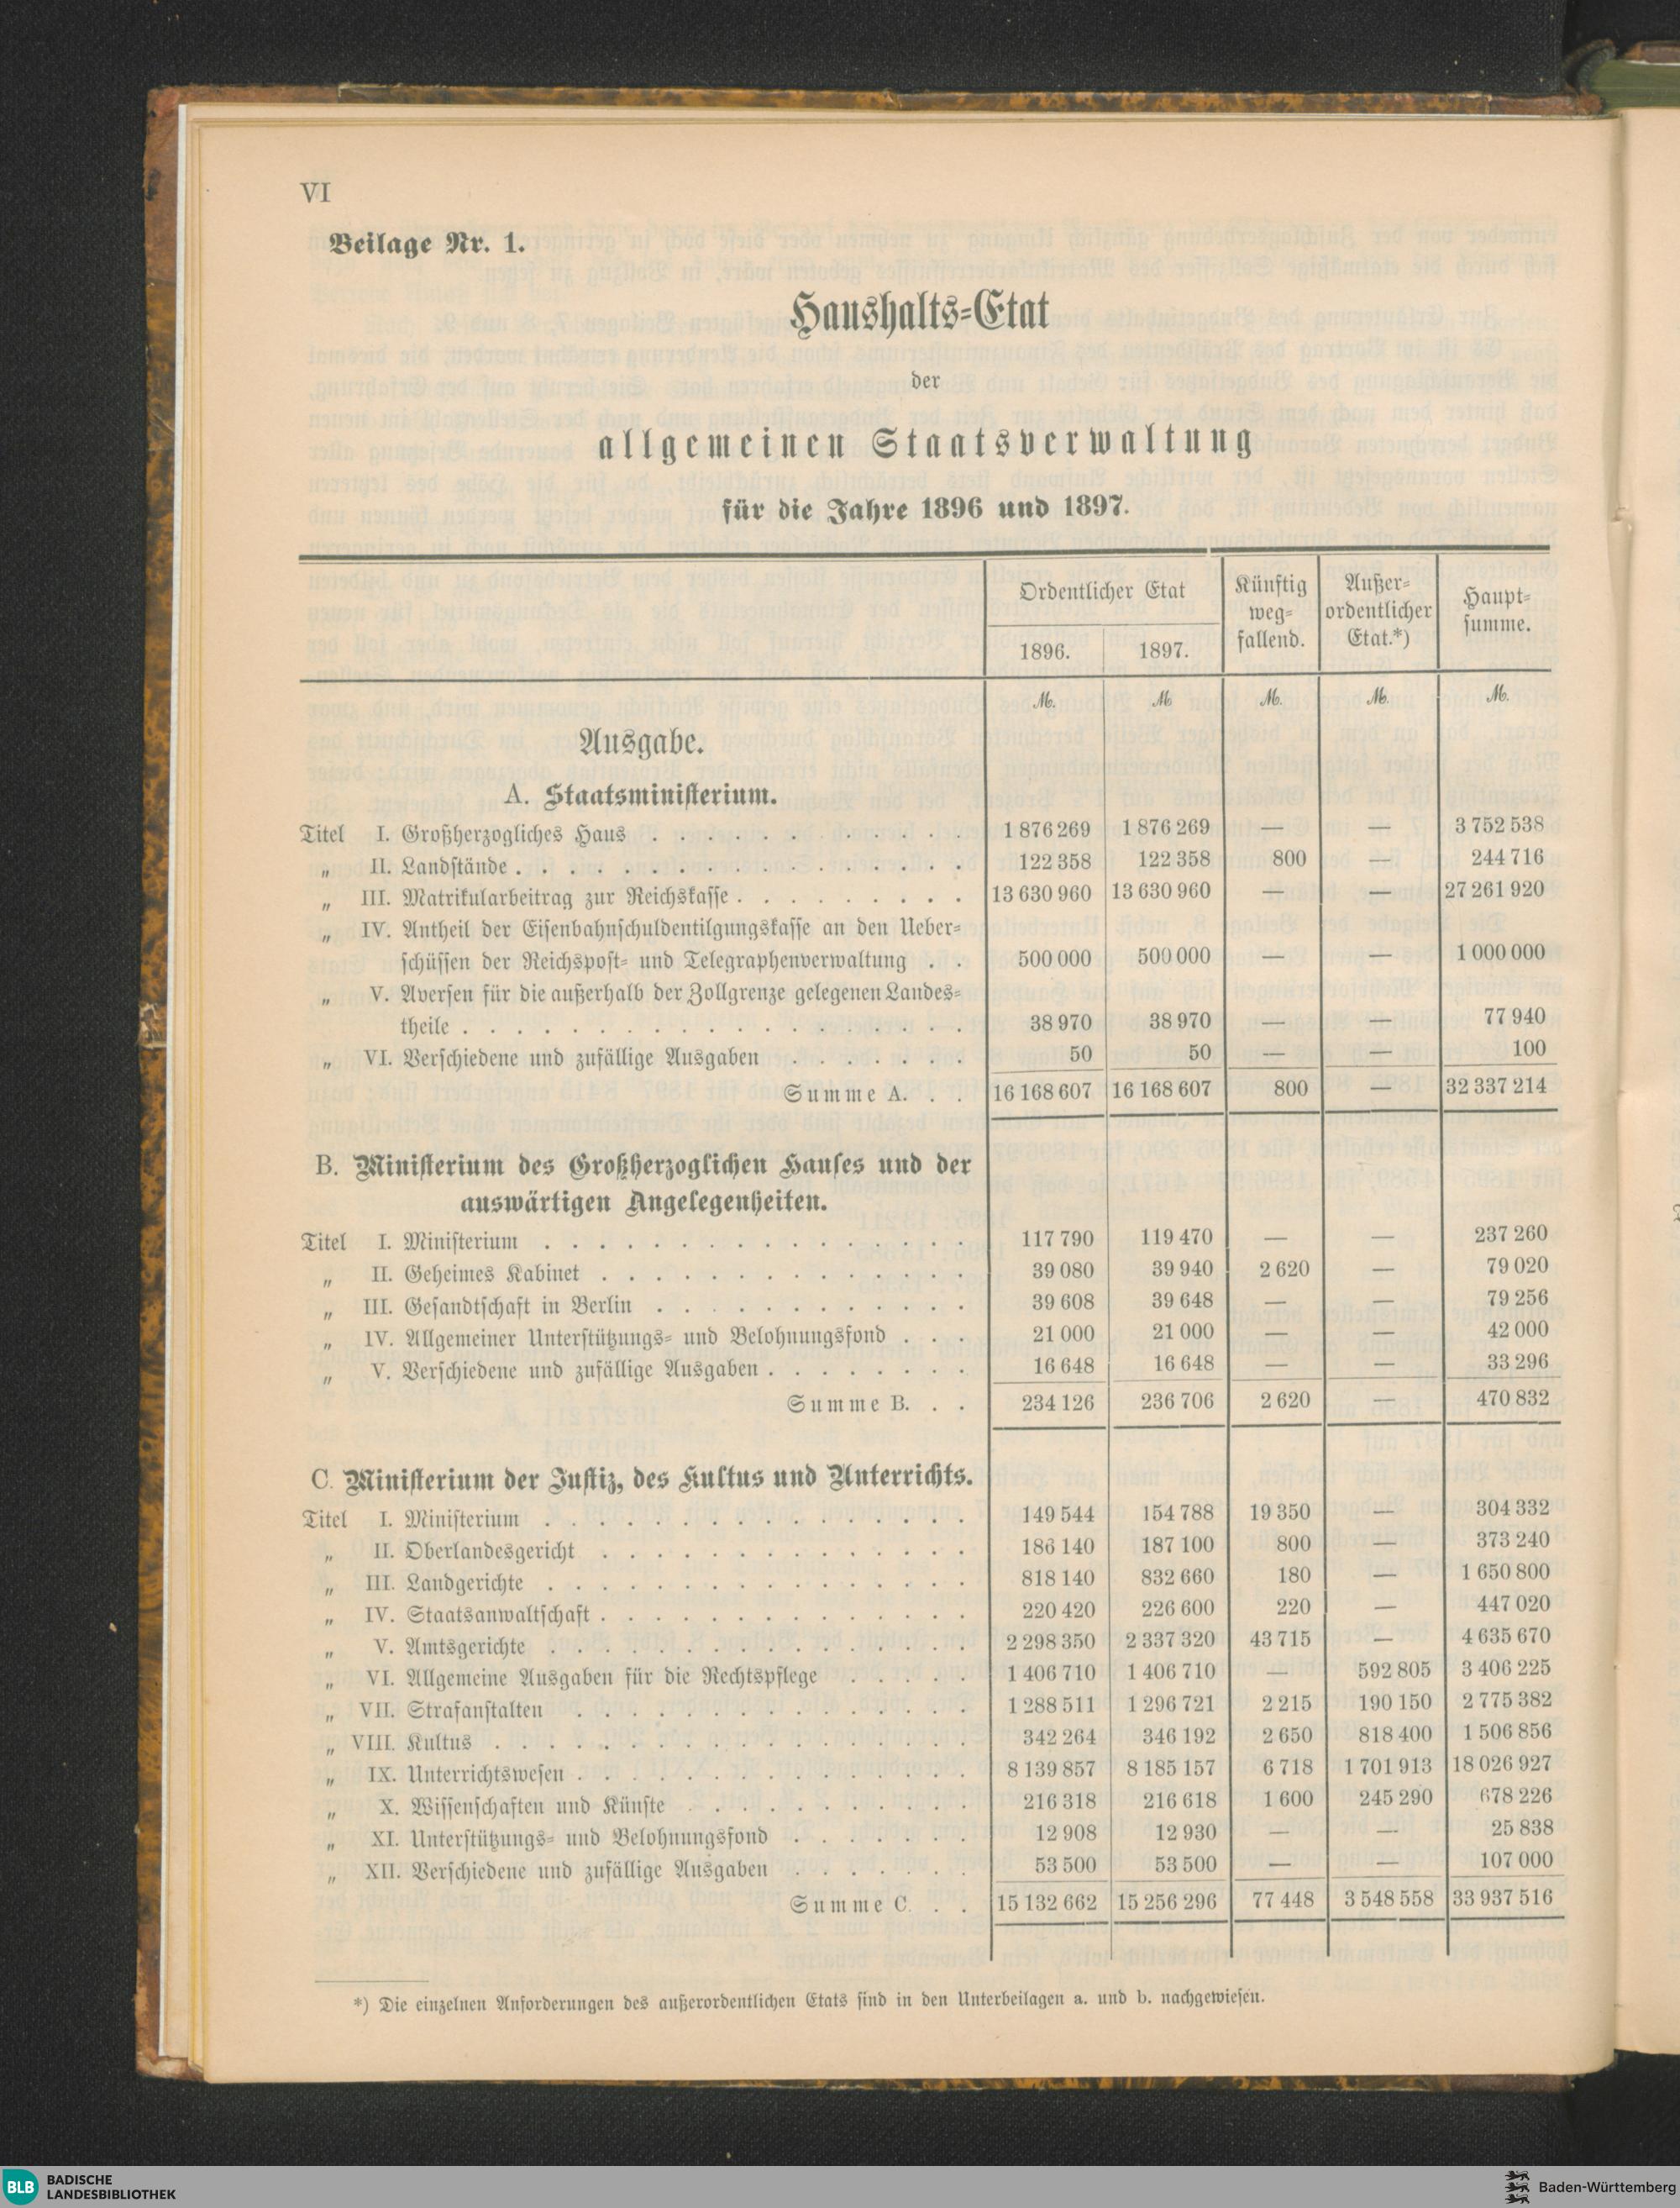 VI
Beilage Nr. 1.
Haushalts-Etat
der
allgemeinen Staatsverwaltung
für die Jahre 1896 und 1897.
Ordentlicher Etat Künftig weg- fallend. Außer- ordentlicher Etat.*) Haupt- summe.
1896. 1897.
M. M M. M. M.
Ausgabe.
A. Staatsministerium.
Titel I. Großherzogliches Haus . . . 1 876 269 1 876 269 — — 3 752 538
„ II. Landstände . . . 122 358 122 358 800 — 244 716
„ III. Matrikularbeitrag zur Reichskasse . . . 13 630 960 13 630 960 — — 27 261 920
„ IV. Antheil der Eisenbahnschuldentilgungskasse an den Ueber-
schüssen der Reichspost- und Telegraphenverwaltung . . 500 000 500 000 — — 1 000 000
„ V. Aversen für die außerhalb der Zollgrenze gelegenen Landes-
theile . . . 38 970 38 970 — — 77 940
„ VI. Verschiedene und zufällige Ausgaben . . . 50 50 — — 100
Summe A. . . 16 168 607 16 168 607 800 — 32 337 214
B. Ministerium des Großherzoglichen Hauses und der
auswärtigen Angelegenheiten.
Titel I. Ministerium . . . 117 790 119 470 — — 237 260
„ II. Geheimes Kabinet . . . 39 080 39 940 2 620 — 79 020
„ III. Gesandtschaft in Berlin . . . 39 608 39 648 — — 79 256
„ IV. Allgemeiner Unterstützungs- und Belohnungsfond . . . 21 000 21 000 — — 42 000
„ V. Verschiedene und zufällige Ausgaben . . . 16 648 16 648 — — 33 296
Summe B. . . 234 126 236 706 2 620 — 470 832
C. Ministerium der Justiz, des Kultus und Unterrichts.
Titel I. Ministerium . . . 149 544 154 788 19 350 — 304 332
„ II. Oberlandesgericht . . . 186 140 187 100 800 — 373 240
„ III. Landgerichte . . . 818 140 832 660 180 — 1 650 800
„ IV. Staatsanwaltschaft . . . 220 420 226 600 220 — 447 020
„ V. Amtsgerichte . . . 2 298 350 2 337 320 43 715 — 4 635 670
„ VI. Allgemeine Ausgaben für die Rechtspflege . . . 1 406 710 1 406 710 — 592 805 3 406 225
„ VII. Strafanstalten . . . 1 288 511 1 296 721 2 215 190 150 2 775 382
„ VIII. Kultus . . . 342 264 346 192 2 650 818 400 1 506 856
„ IX. Unterrichtswesen . . . 8 139 857 8 185 157 6 718 1 701 913 18 026 927
„ X. Wissenschaften und Künste . . . 216 318 216 618 1 600 245 290 678 226
„ XI. Unterstützungs- und Belohnungsfond . . . 12 908 12 930 — — 25 838
„ XII. Verschiedene und zufällige Ausgaben . . . 53 500 53 500 — — 107 000
Summe C. . . 15 132 662 15 256 296 77 448 3 548 558 33 937 516
*) Die einzelnen Anforderungen des außerordentlichen Etats sind in den Unterbeilagen a. und b. nachgewiesen.
BLB BADISCHE
LANDESBIBLIOTHEK
Baden-Württemberg